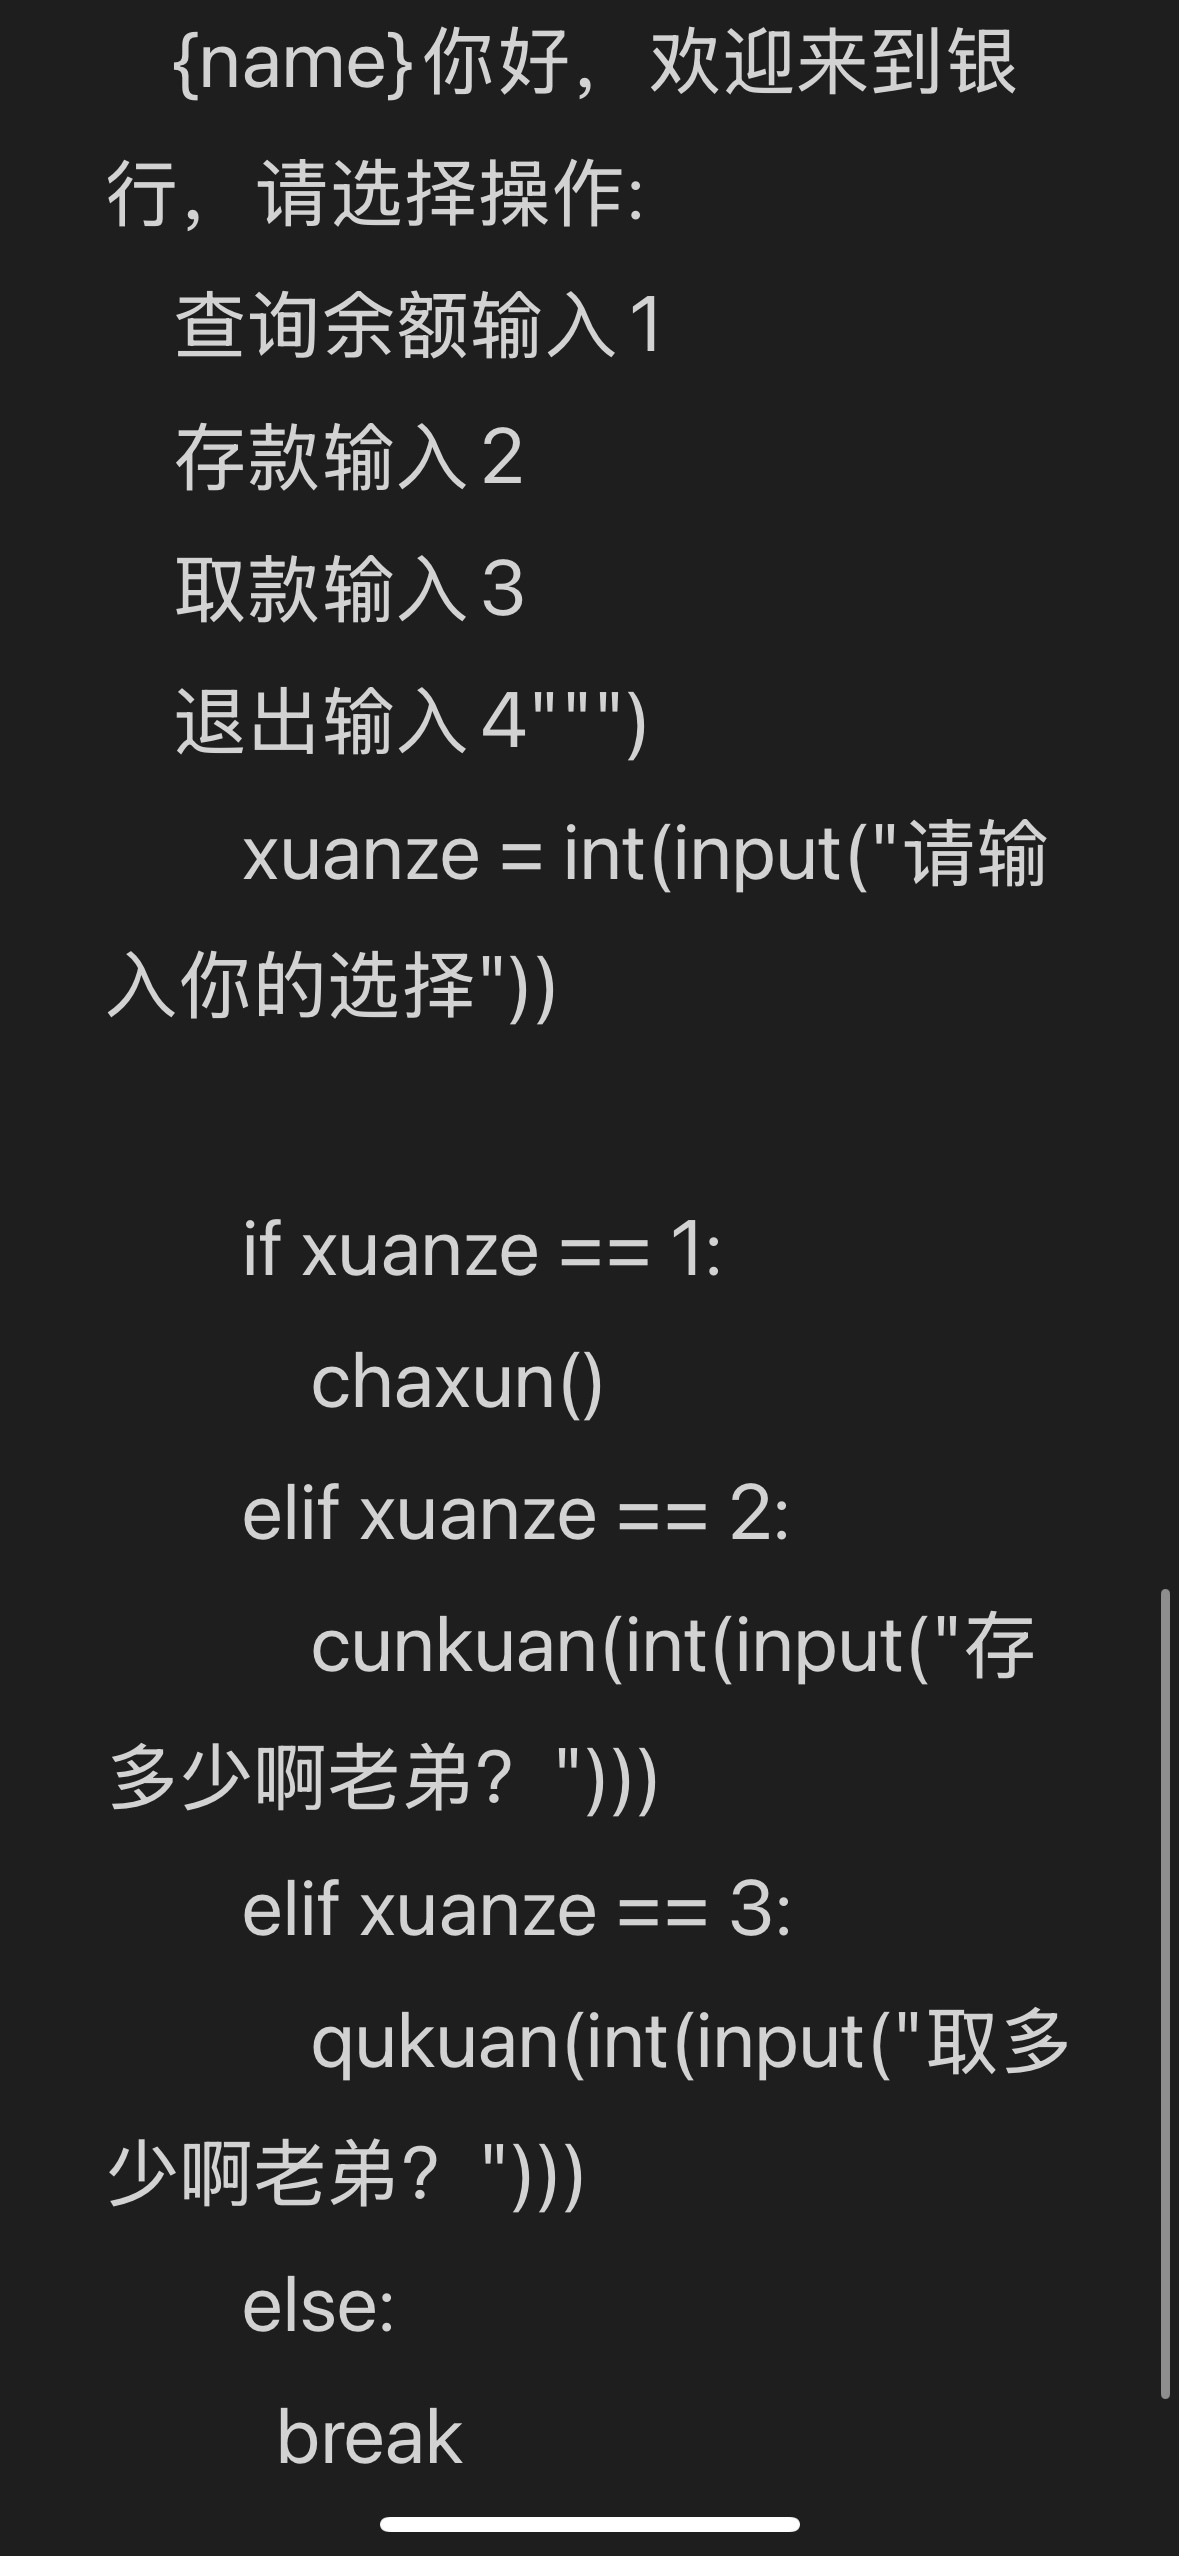 {name}你好，欢迎来到银
行，请选择操作:
查询余额输入1
存款输入2
取款输入3
退出输入4""")
xuanze = int(input("请输
入你的选择"))
if xuanze == 1:
chaxun()
elif xuanze == 2:
cunkuan(int(input("存
多少啊老弟？")))
elif xuanze == 3:
qukuan(int(input("取多
少啊老弟？")))
else:
break